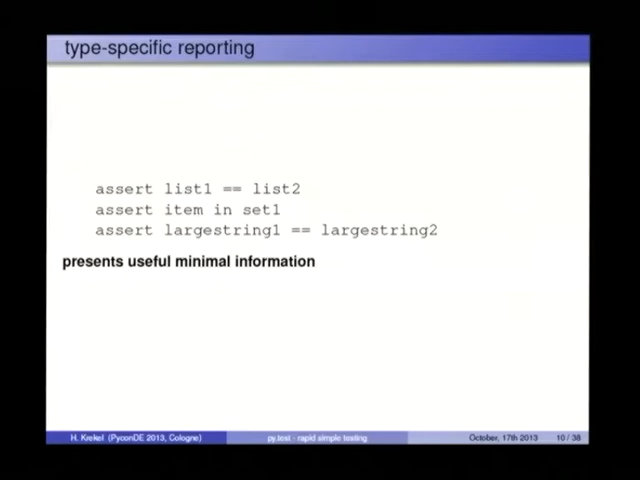 type-specific reporting
assert list1 == list2
assert item in set1
assert largestring1 == largestring2
presents useful minimal information
H. Krekel (PyconDE 2013, Cologne)
py.test - rapid simple testing
October, 17th 2013
10 / 38